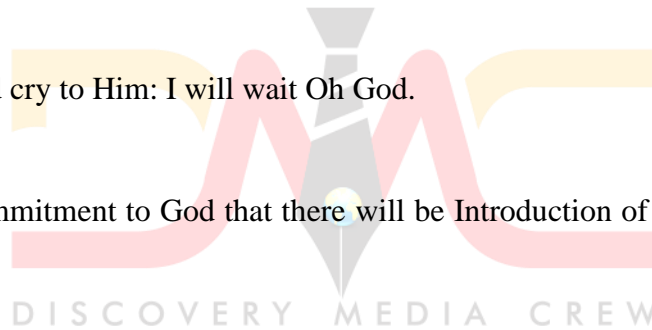 cry to Him: I will wait Oh God.
mmitment to God that there will be Introduction of
DISCOVERY MEDIA CREW